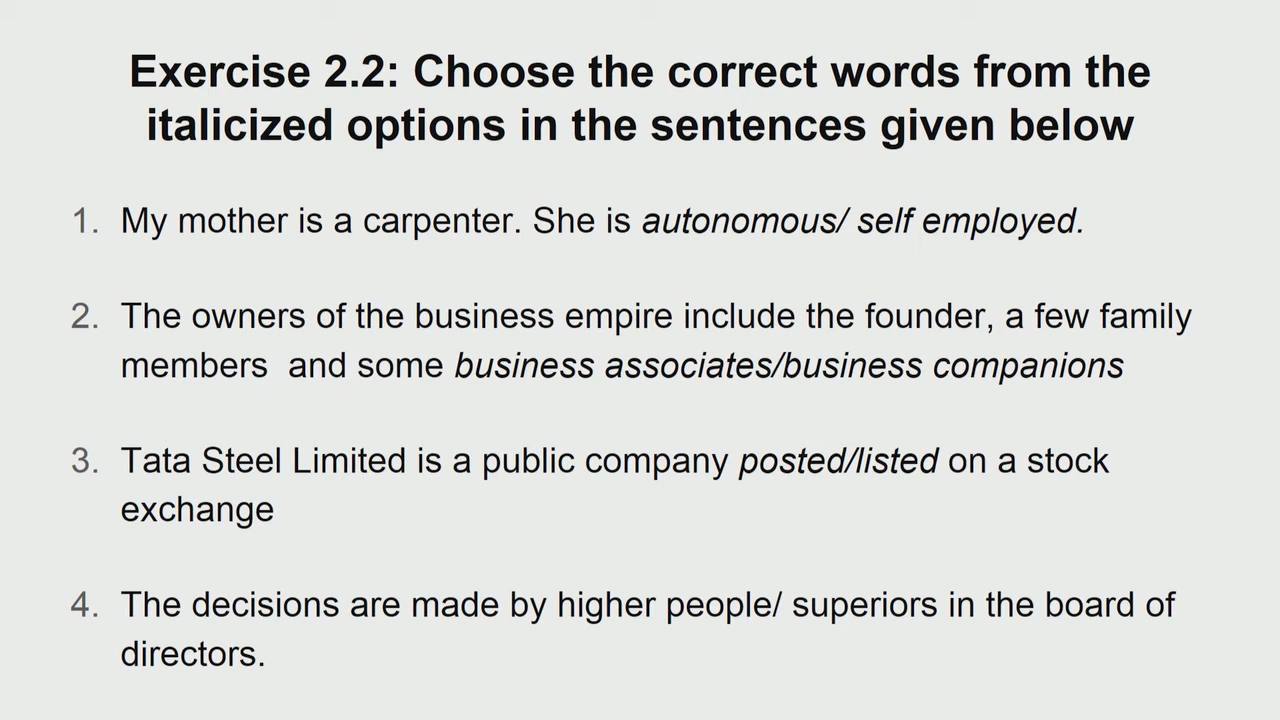 Exercise 2.2: Choose the correct words from the
italicized options in the sentences given below
1. My mother is a carpenter. She is autonomous/ self employed.
2. The owners of the business empire include the founder, a few family
members  and some business associates/business companions
3. Tata Steel Limited is a public company posted/listed on a stock
exchange
4. The decisions are made by higher people/ superiors in the board of
directors.